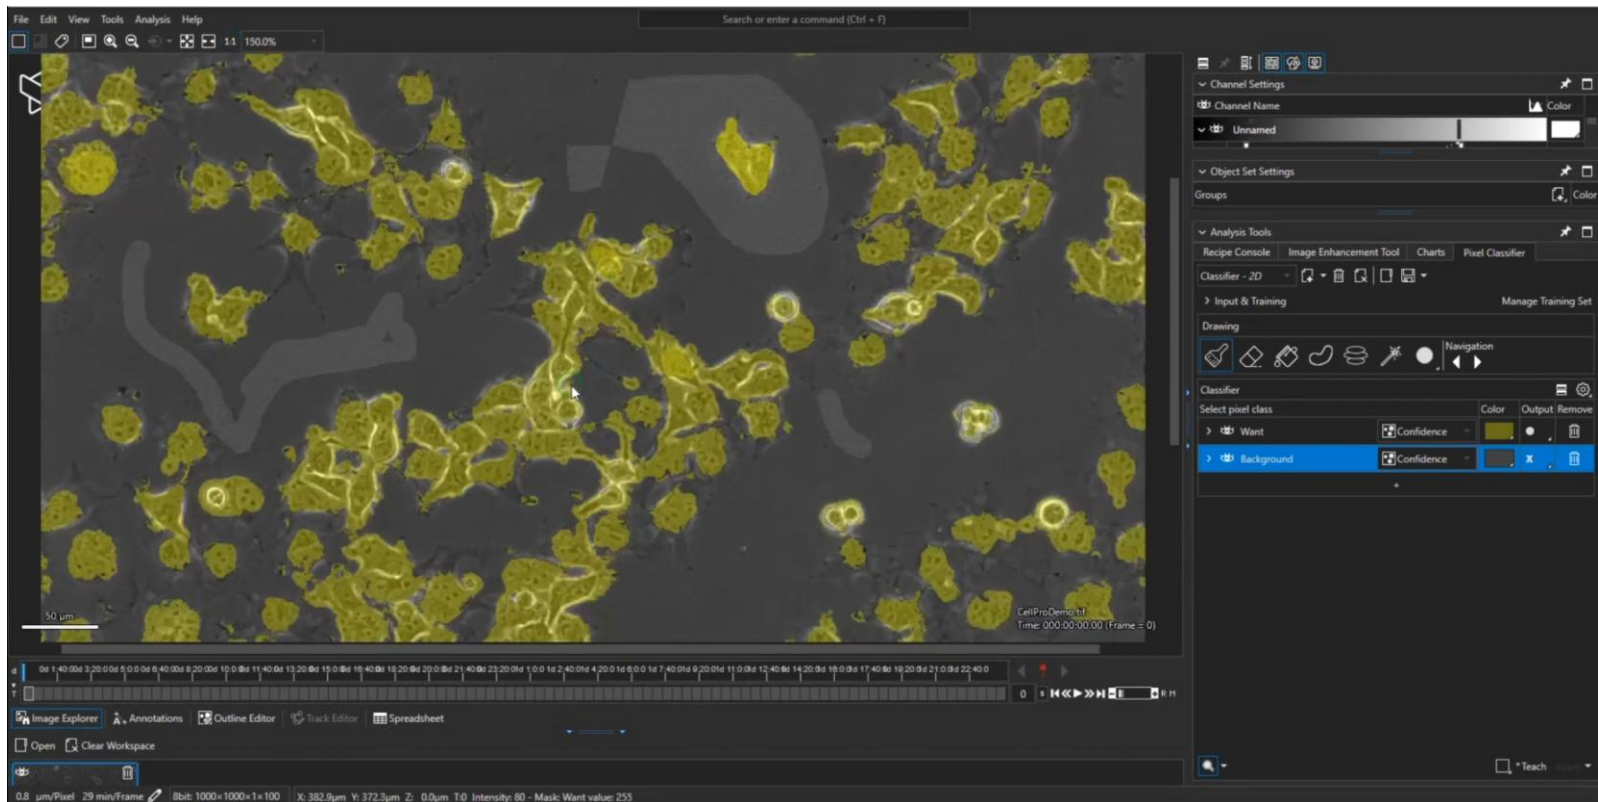 File Edit View Tools Analysis Help
Search or enter a command (Ctrl + F)
1:1 150.0%
Channel Settings
Channel Name Color
Unnamed
Object Set Settings
Groups Color
Analysis Tools
Recipe Console Image Enhancement Tool Charts Pixel Classifier
Classifier - 2D
Input & Training Manage Training Set
Drawing
Navigation
Classifier
Select pixel class Color Output Remove
Want Confidence
Background Confidence x
+
50 µm
CellProDemo.tif
Time: 000:00:00.00 (Frame = 0)
T
0 s R M
Image Explorer Annotations Outline Editor Track Editor Spreadsheet
Open Clear Workspace
*Teach Apply
0.8 µm/Pixel 29 min/Frame 8bit: 1000×1000×1×100 X: 382.9µm Y: 372.3µm Z: 0.0µm T:0 Intensity: 80 - Mask: Want value: 255